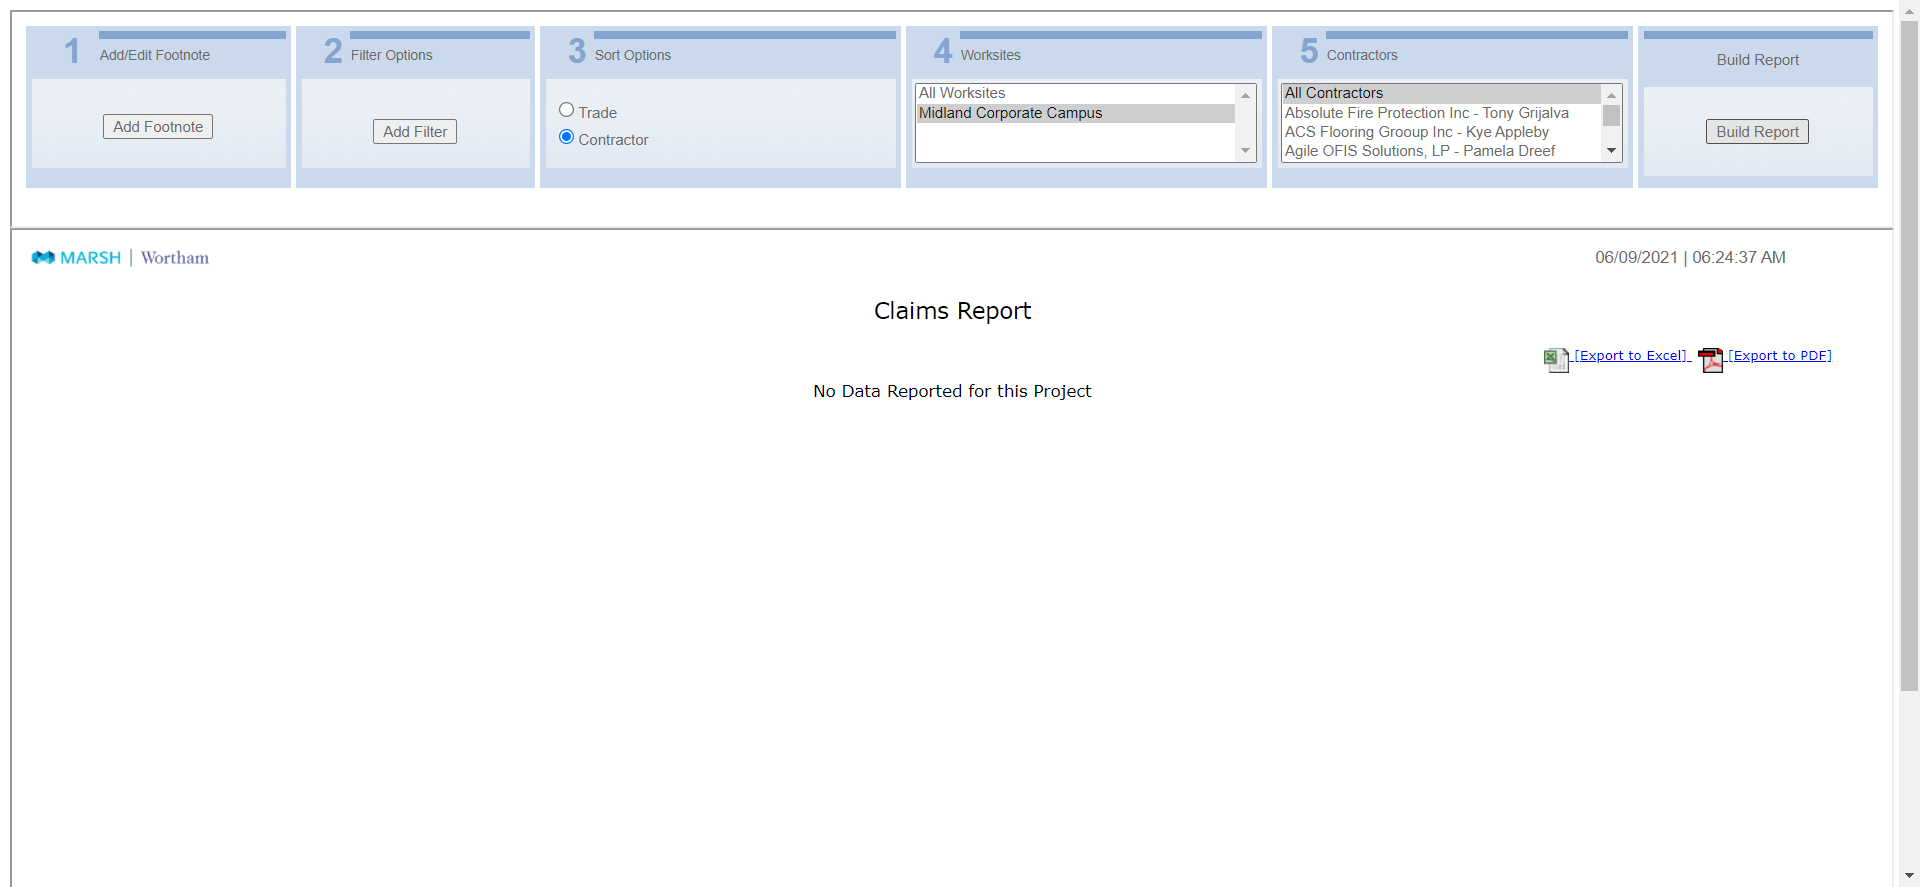 1 Add/Edit Footnote
Add Footnote
2 Filter Options
Add Filter
3 Sort Options
Trade
Contractor
4 Worksites
All Worksites
Midland Corporate Campus
5 Contractors
All Contractors
Absolute Fire Protection Inc - Tony Grijalva
ACS Flooring Grooup Inc - Kye Appleby
Agile OFIS Solutions, LP - Pamela Dreef
Build Report
Build Report
MARSH | Wortham
06/09/2021 | 06:24:37 AM
Claims Report
[Export to Excel] [Export to PDF]
No Data Reported for this Project